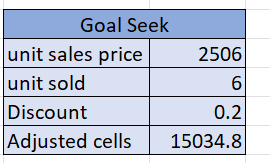 Goal Seek
unit sales price 2506
unit sold 6
Discount 0.2
Adjusted cells 15034.8